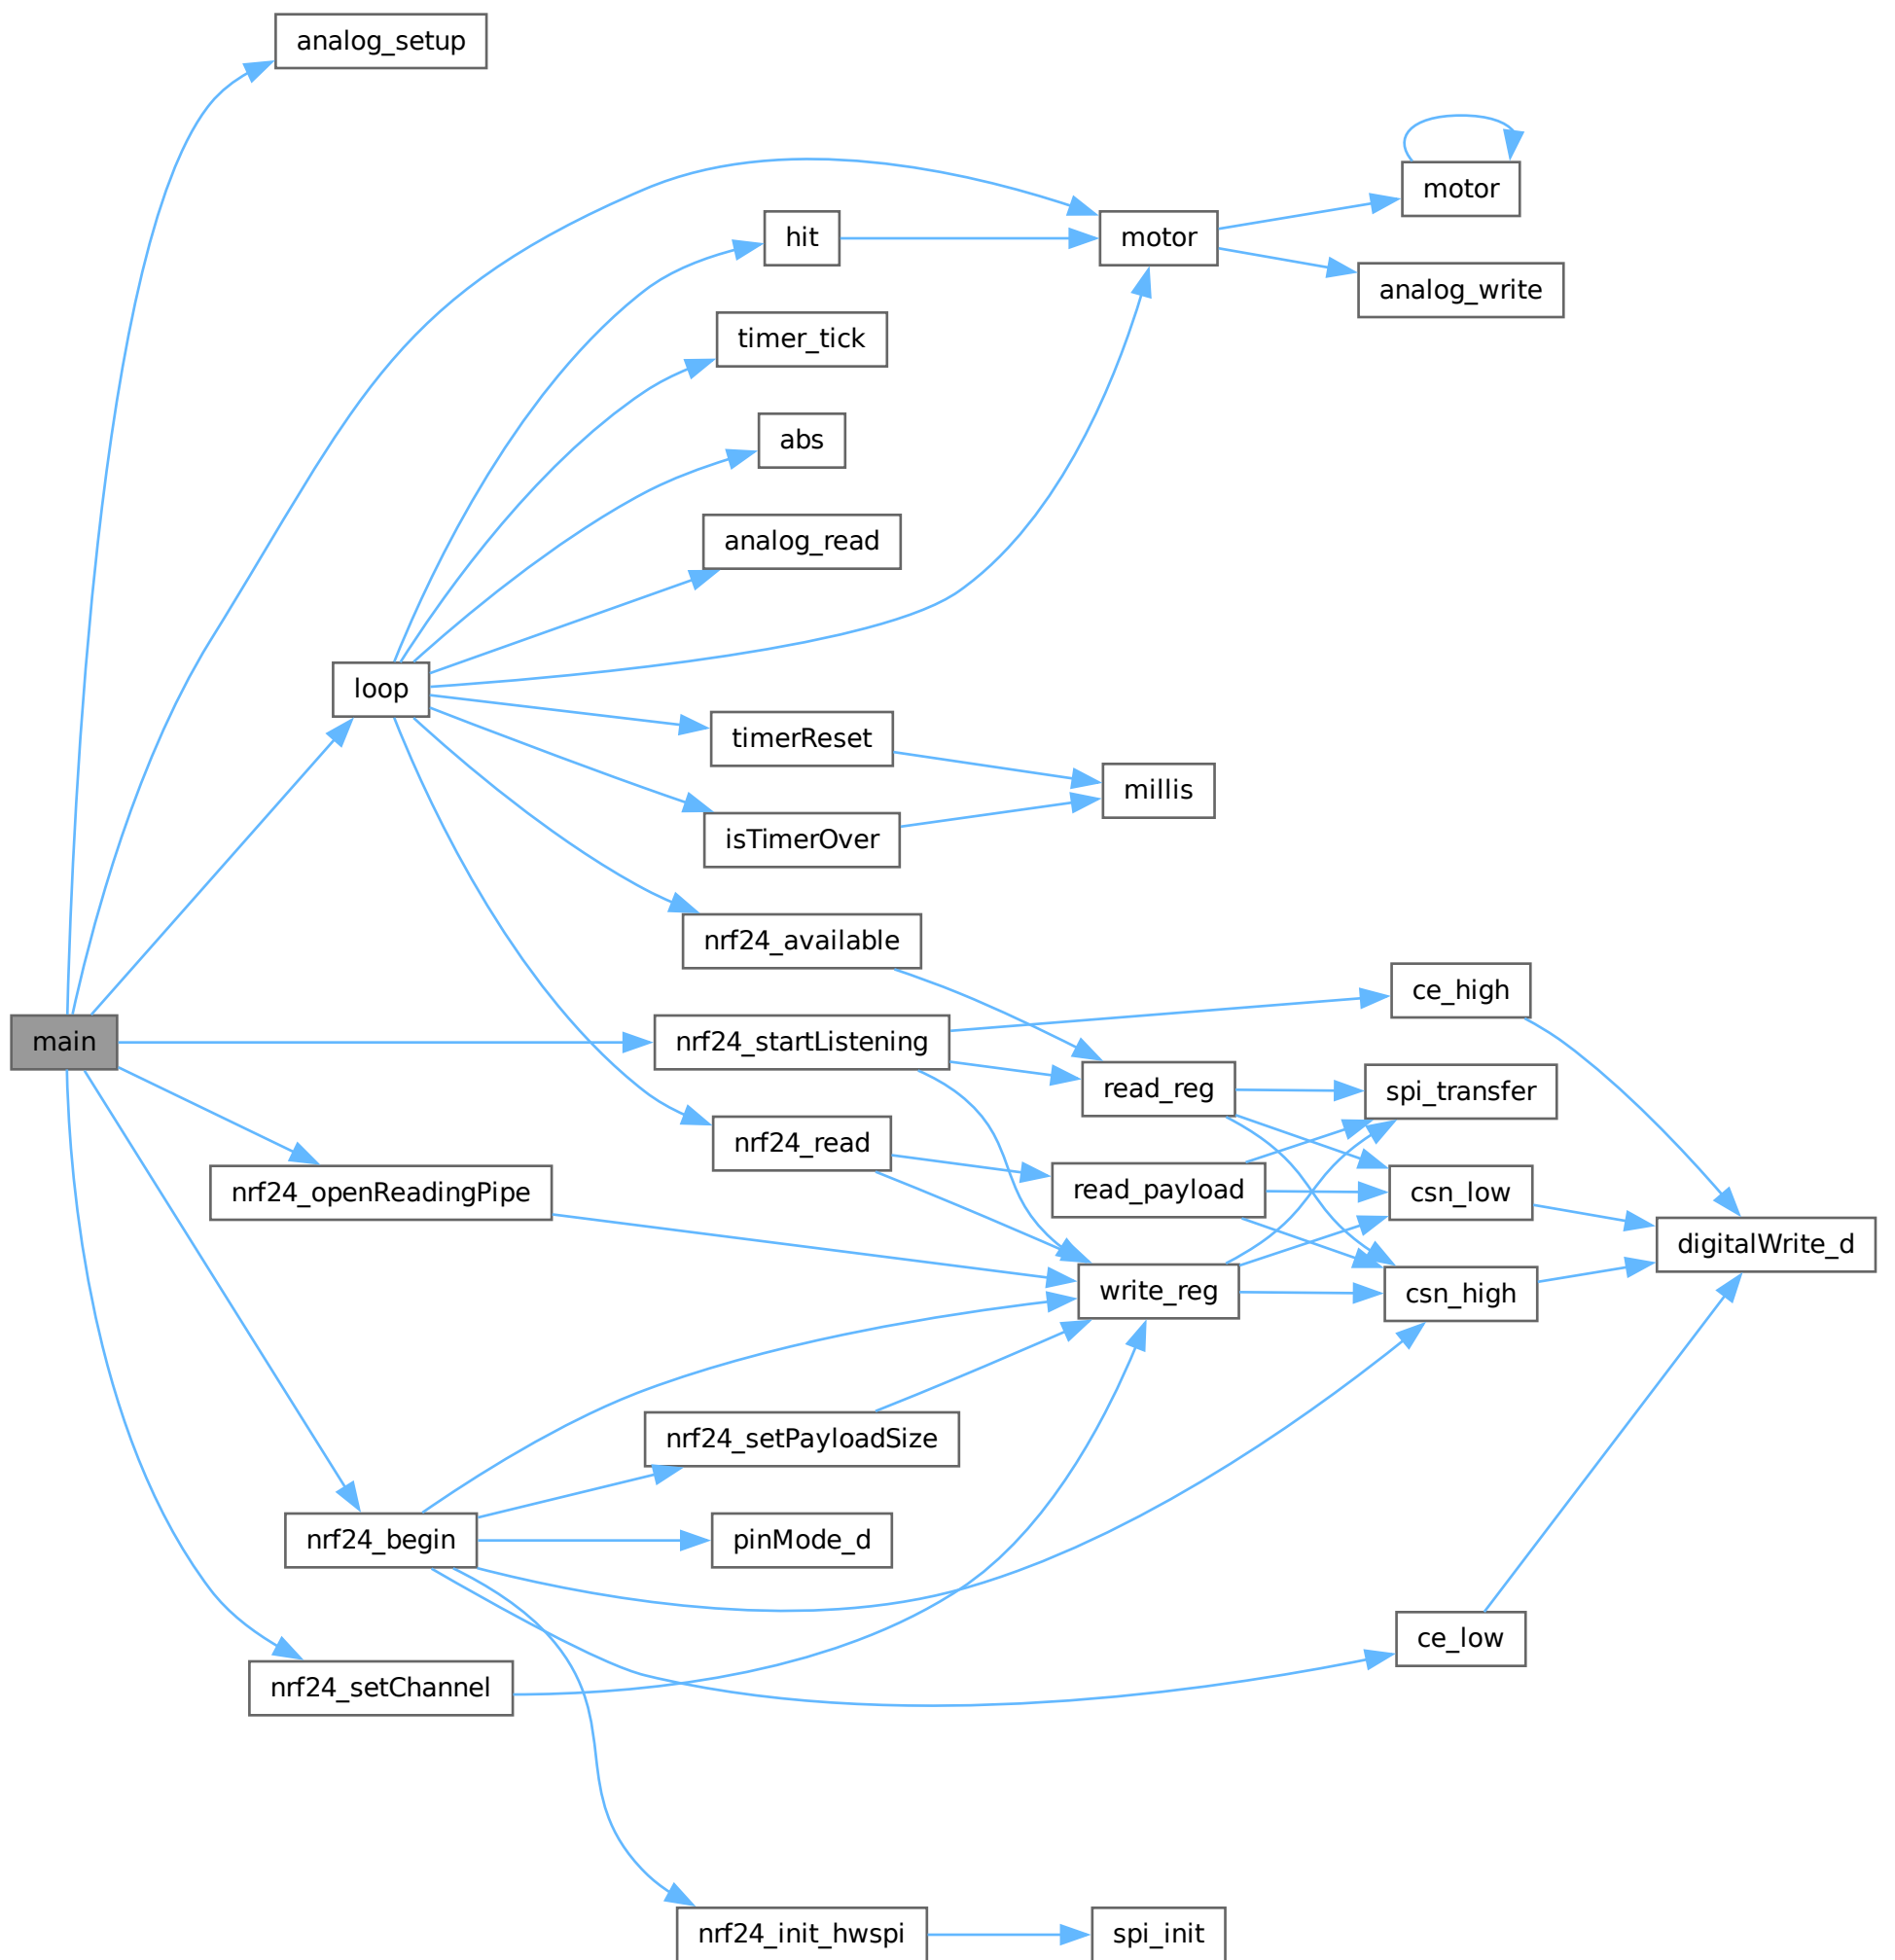 analog_setup
motor
hit
motor
analog_write
timer_tick
abs
analog_read
loop
timerReset
millis
isTimerOver
nrf24_available
ce_high
main
nrf24_startListening
read_reg
spi_transfer
nrf24_read
nrf24_openReadingPipe
read_payload
csn_low
digitalWrite_d
write_reg
csn_high
nrf24_setPayloadSize
nrf24_begin
pinMode_d
ce_low
nrf24_setChannel
nrf24_init_hwspi
spi_init